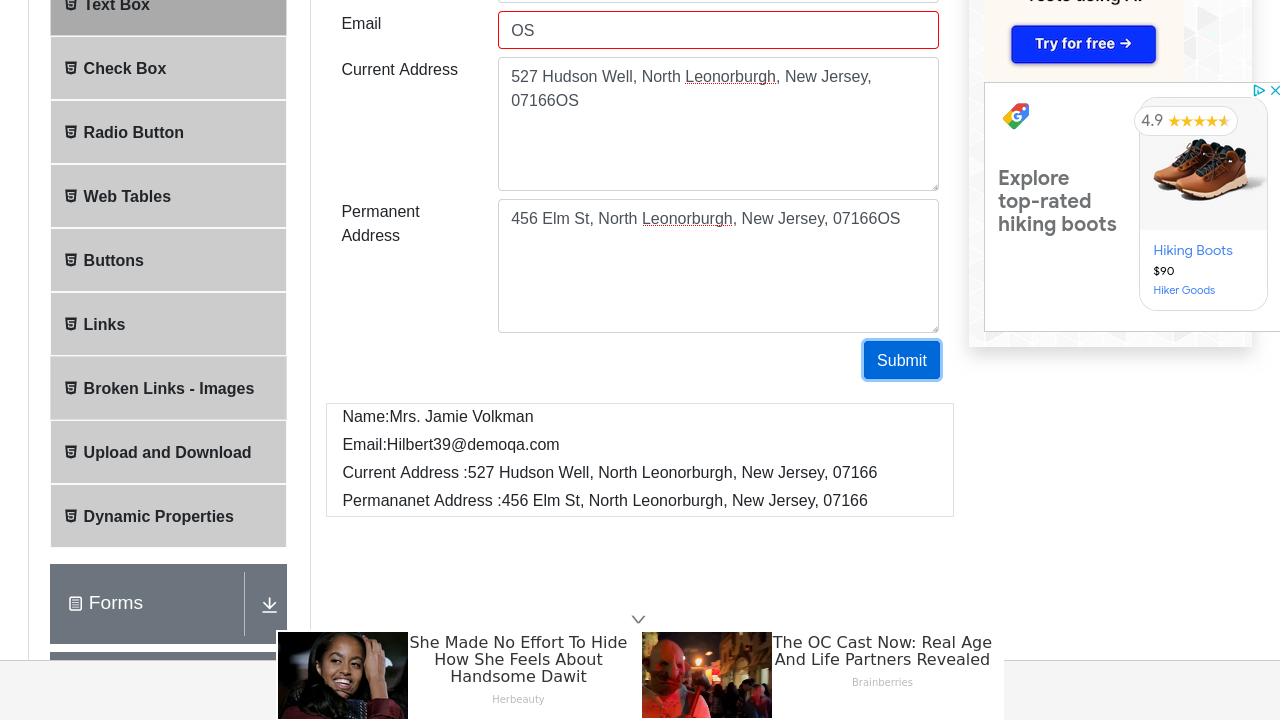 Text Box
Check Box
Radio Button
Web Tables
Buttons
Links
Broken Links - Images
Upload and Download
Dynamic Properties
Forms
Email
OS
Current Address
527 Hudson Well, North Leonorburgh, New Jersey,
07166OS
Permanent
Address
456 Elm St, North Leonorburgh, New Jersey, 07166OS
Submit
Name:Mrs. Jamie Volkman
Email:Hilbert39@demoqa.com
Current Address :527 Hudson Well, North Leonorburgh, New Jersey, 07166
Permananet Address :456 Elm St, North Leonorburgh, New Jersey, 07166
Try for free →
4.9
Explore
top-rated
hiking boots
Hiking Boots
$90
Hiker Goods
She Made No Effort To Hide
How She Feels About
Handsome Dawit
Herbeauty
The OC Cast Now: Real Age
And Life Partners Revealed
Brainberries